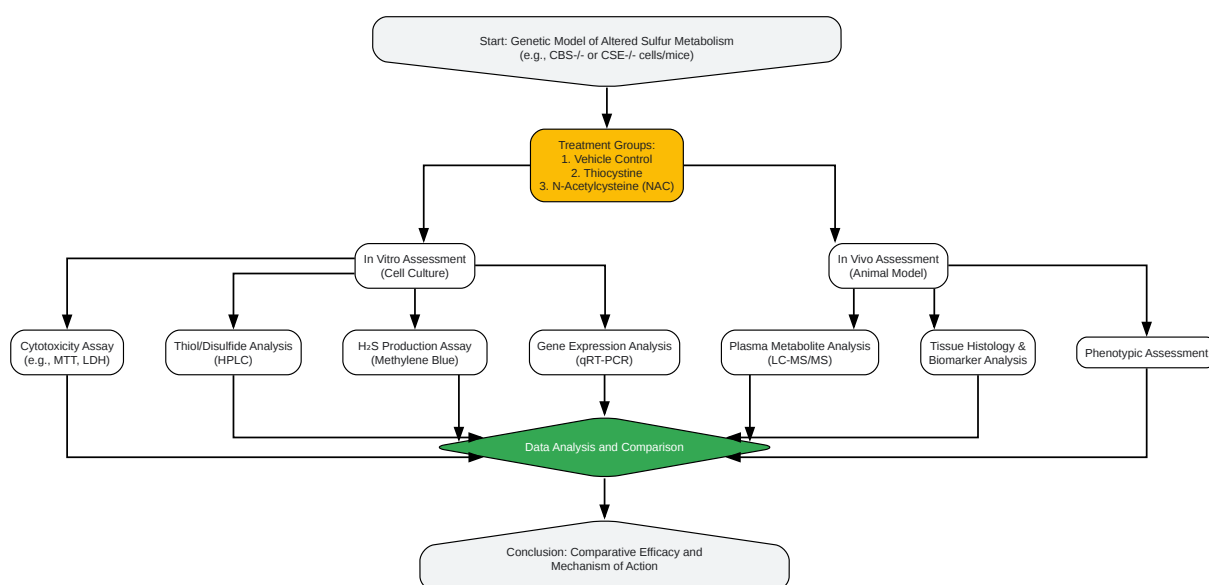 Start: Genetic Model of Altered Sulfur Metabolism
(e.g., CBS-/- or CSE-/- cells/mice)
Treatment Groups:
1. Vehicle Control
2. Thiocystine
3. N-Acetylcysteine (NAC)
In Vitro Assessment
(Cell Culture)
In Vivo Assessment
(Animal Model)
Cytotoxicity Assay
(e.g., MTT, LDH)
Thiol/Disulfide Analysis
(HPLC)
H₂S Production Assay
(Methylene Blue)
Gene Expression Analysis
(qRT-PCR)
Plasma Metabolite Analysis
(LC-MS/MS)
Tissue Histology &
Biomarker Analysis
Phenotypic Assessment
Data Analysis and Comparison
Conclusion: Comparative Efficacy and
Mechanism of Action